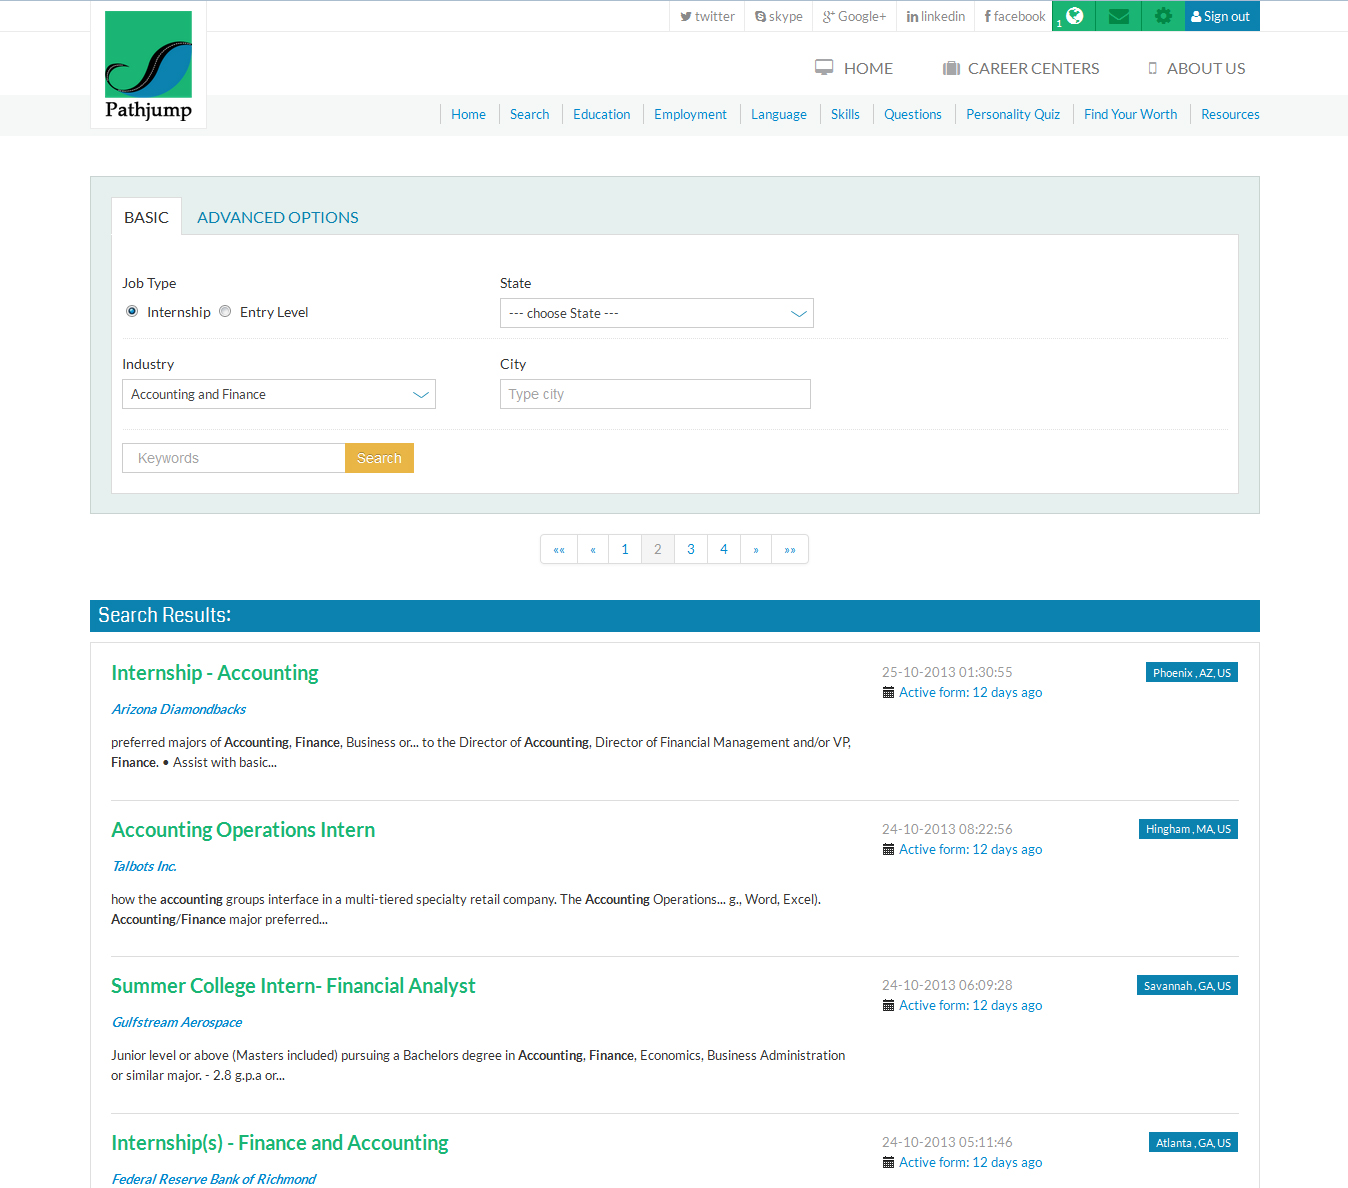 twitter skype Google+ linkedin facebook 1 Sign out
Pathjump
HOME CAREER CENTERS ABOUT US
Home Search Education Employment Language Skills Questions Personality Quiz Find Your Worth Resources
BASIC ADVANCED OPTIONS
Job Type State
Internship Entry Level --- choose State ---
Industry City
Accounting and Finance Type city
Keywords Search
«« « 1 2 3 4 » »»
Search Results:
Internship - Accounting 25-10-2013 01:30:55 Phoenix , AZ, US
Active form: 12 days ago
Arizona Diamondbacks
preferred majors of Accounting, Finance, Business or... to the Director of Accounting, Director of Financial Management and/or VP,
Finance. • Assist with basic...
Accounting Operations Intern 24-10-2013 08:22:56 Hingham , MA, US
Active form: 12 days ago
Talbots Inc.
how the accounting groups interface in a multi-tiered specialty retail company. The Accounting Operations... g., Word, Excel).
Accounting/Finance major preferred...
Summer College Intern- Financial Analyst 24-10-2013 06:09:28 Savannah , GA, US
Active form: 12 days ago
Gulfstream Aerospace
Junior level or above (Masters included) pursuing a Bachelors degree in Accounting, Finance, Economics, Business Administration
or similar major. - 2.8 g.p.a or...
Internship(s) - Finance and Accounting 24-10-2013 05:11:46 Atlanta , GA, US
Active form: 12 days ago
Federal Reserve Bank of Richmond